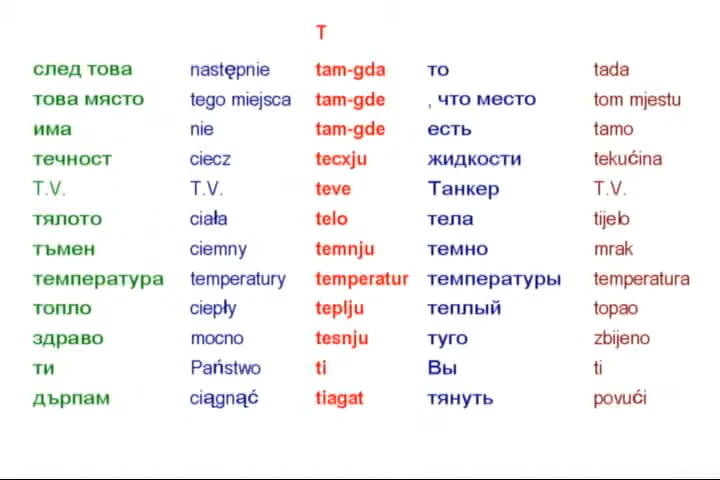 T
след това następnie tam-gda то tada
това място tego miejsca tam-gde , что место tom mjestu
има nie tam-gde есть tamo
течност ciecz tecxju жидкости tekućina
T.V. T.V. teve Танкер T.V.
тялото ciała telo тела tijelo
тъмен ciemny temnju темно mrak
температура temperatury temperatur температуры temperatura
топло ciepły teplju теплый topao
здраво mocno tesnju туго zbijeno
ти Państwo ti Вы ti
дърпам ciągnąć tiagat тянуть povući